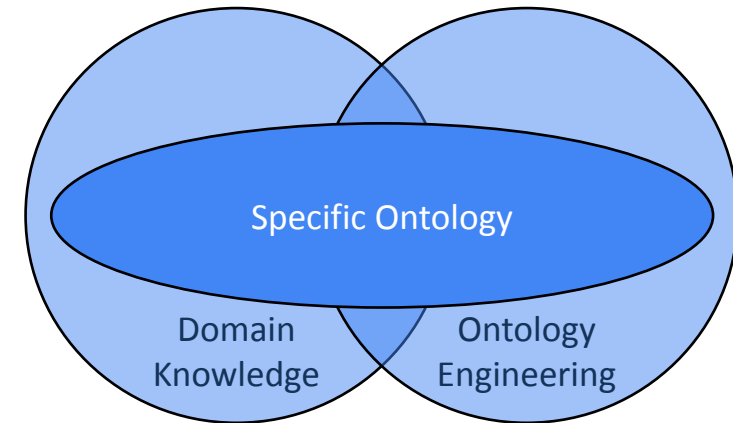 Specific Ontology
Domain
Knowledge
Ontology
Engineering